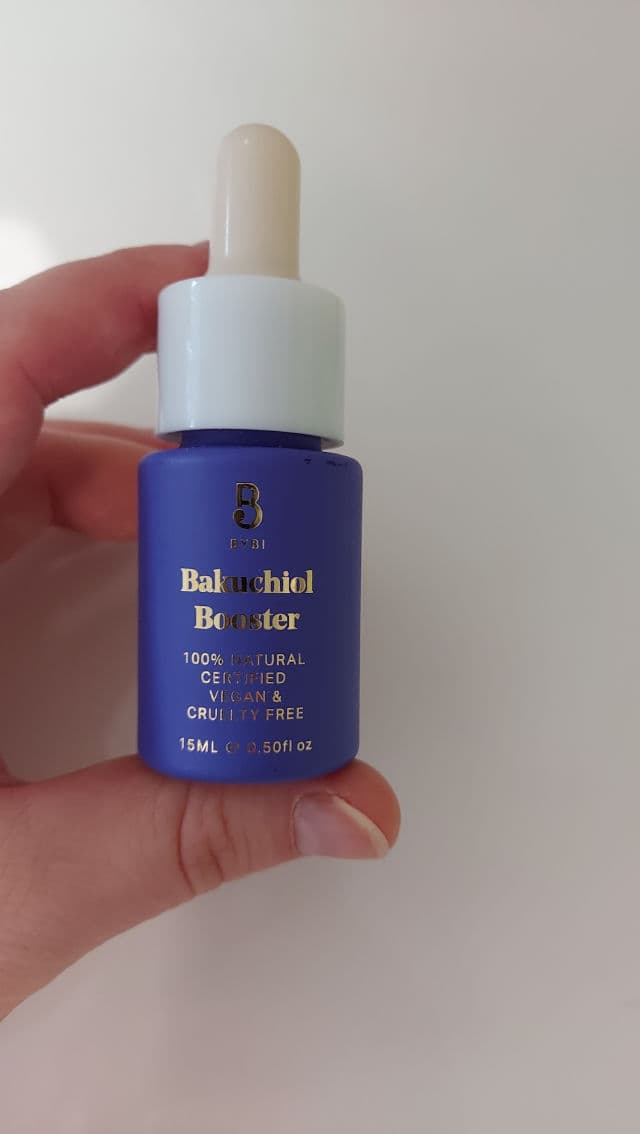 B
BYBI
Bakuchiol
Booster
100% NATURAL
CERTIFIED
VEGAN &
CRUELTY FREE
15ML ℮ 0.50fl oz